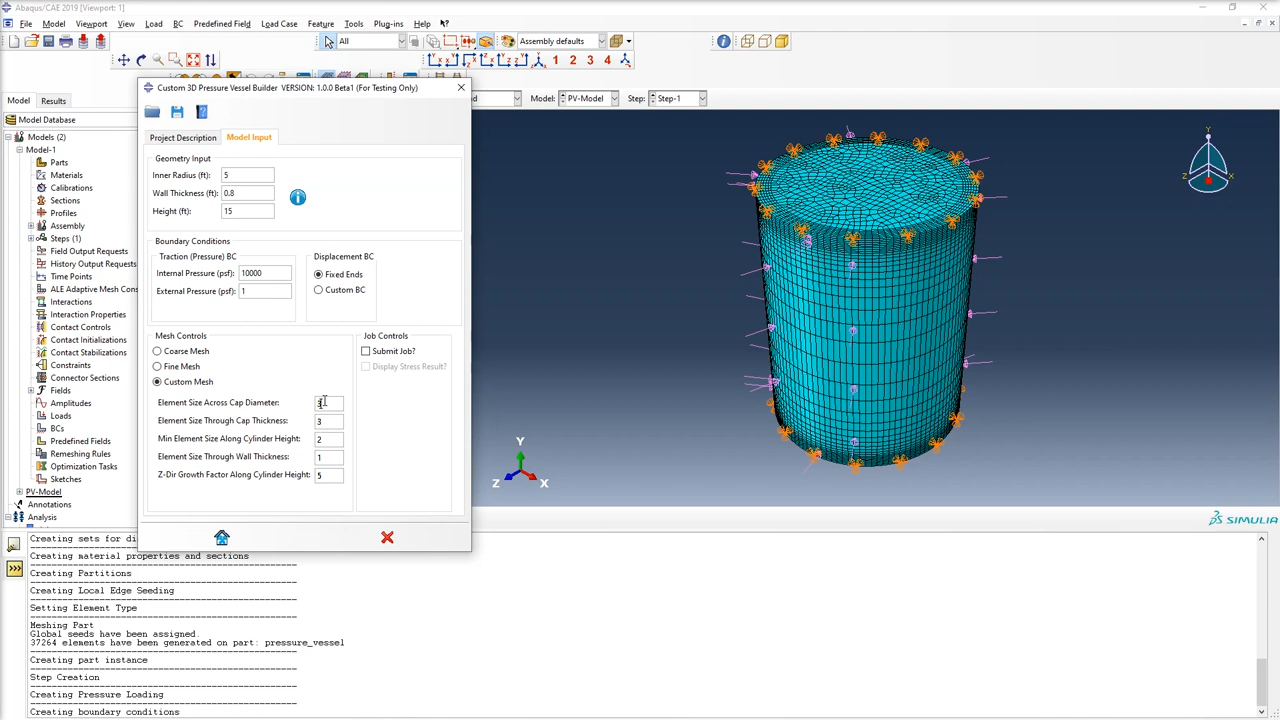 Abaqus/CAE 2019 [Viewport: 1]
File Model Viewport View Load BC Predefined Field Load Case Feature Tools Plug-ins Help
All Assembly defaults
1 2 3 4
Custom 3D Pressure Vessel Builder VERSION: 1.0.0 Beta1 (For Testing Only)
Model Results
Model: PV-Model Step: Step-1
Model Database
Models (2)
Model-1
Parts
Materials
Calibrations
Sections
Profiles
Assembly
Steps (1)
Field Output Requests
History Output Requests
Time Points
ALE Adaptive Mesh Cons
Interactions
Interaction Properties
Contact Controls
Contact Initializations
Contact Stabilizations
Constraints
Connector Sections
Fields
Amplitudes
Loads
BCs
Predefined Fields
Remeshing Rules
Optimization Tasks
Sketches
PV-Model
Annotations
Analysis
Project Description Model Input
Geometry Input
Inner Radius (ft): 5
Wall Thickness (ft): 0.8
Height (ft): 15
Boundary Conditions
Traction (Pressure) BC
Internal Pressure (psf): 10000
External Pressure (psf): 1
Displacement BC
Fixed Ends
Custom BC
Mesh Controls
Coarse Mesh
Fine Mesh
Custom Mesh
Element Size Across Cap Diameter:
Element Size Through Cap Thickness: 3
Min Element Size Along Cylinder Height: 2
Element Size Through Wall Thickness: 1
Z-Dir Growth Factor Along Cylinder Height: 5
Job Controls
Submit Job?
Display Stress Result?
Y
X
Y
Z X
SIMULIA
Creating sets for di
Creating material properties and sections
Creating Partitions
Creating Local Edge Seeding
Setting Element Type
Meshing Part
Global seeds have been assigned.
37264 elements have been generated on part: pressure_vessel
Creating part instance
Step Creation
Creating Pressure Loading
Creating boundary conditions